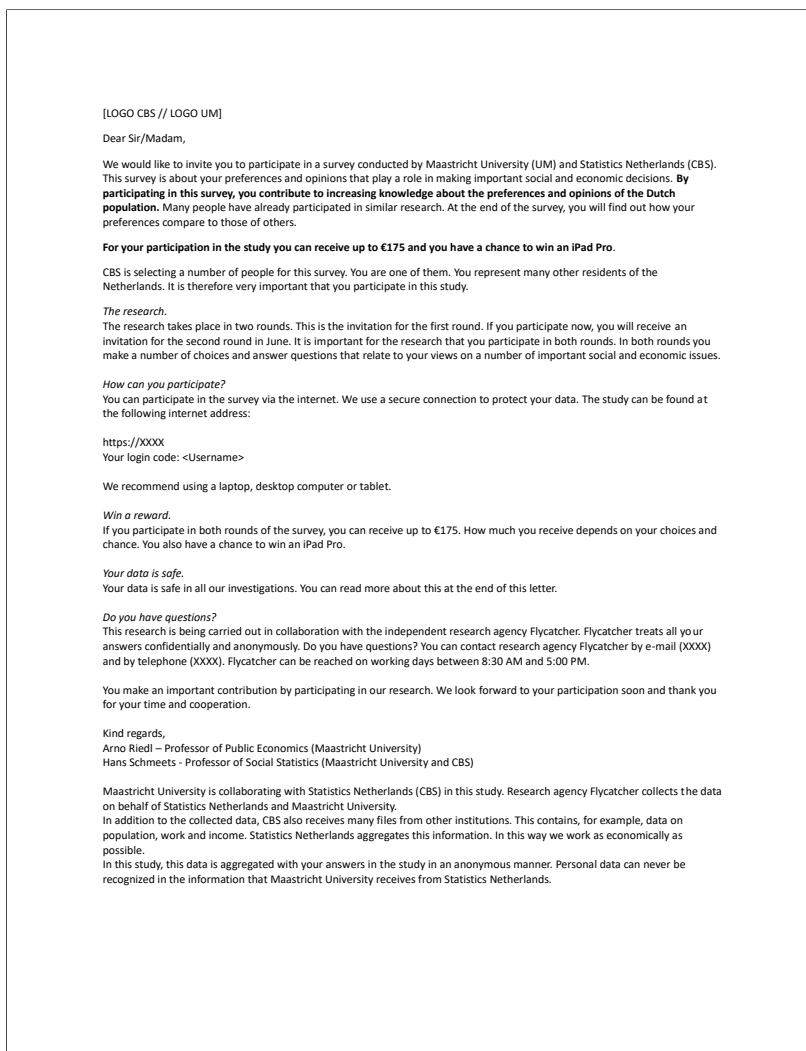 [LOGO CBS // LOGO UM]
Dear Sir/Madam,
We would like to invite you to participate in a survey conducted by Maastricht University (UM) and Statistics Netherlands (CBS).
This survey is about your preferences and opinions that play a role in making important social and economic decisions. By
participating in this survey, you contribute to increasing knowledge about the preferences and opinions of the Dutch
population. Many people have already participated in similar research. At the end of the survey, you will find out how your
preferences compare to those of others.
For your participation in the study you can receive up to €175 and you have a chance to win an iPad Pro.
CBS is selecting a number of people for this survey. You are one of them. You represent many other residents of the
Netherlands. It is therefore very important that you participate in this study.
The research.
The research takes place in two rounds. This is the invitation for the first round. If you participate now, you will receive an
invitation for the second round in June. It is important for the research that you participate in both rounds. In both rounds you
make a number of choices and answer questions that relate to your views on a number of important social and economic issues.
How can you participate?
You can participate in the survey via the internet. We use a secure connection to protect your data. The study can be found at
the following internet address:
https://XXXX
Your login code: <Username>
We recommend using a laptop, desktop computer or tablet.
Win a reward.
If you participate in both rounds of the survey, you can receive up to €175. How much you receive depends on your choices and
chance. You also have a chance to win an iPad Pro.
Your data is safe.
Your data is safe in all our investigations. You can read more about this at the end of this letter.
Do you have questions?
This research is being carried out in collaboration with the independent research agency Flycatcher. Flycatcher treats all your
answers confidentially and anonymously. Do you have questions? You can contact research agency Flycatcher by e-mail (XXXX)
and by telephone (XXXX). Flycatcher can be reached on working days between 8:30 AM and 5:00 PM.
You make an important contribution by participating in our research. We look forward to your participation soon and thank you
for your time and cooperation.
Kind regards,
Arno Riedl – Professor of Public Economics (Maastricht University)
Hans Schmeets - Professor of Social Statistics (Maastricht University and CBS)
Maastricht University is collaborating with Statistics Netherlands (CBS) in this study. Research agency Flycatcher collects the data
on behalf of Statistics Netherlands and Maastricht University.
In addition to the collected data, CBS also receives many files from other institutions. This contains, for example, data on
population, work and income. Statistics Netherlands aggregates this information. In this way we work as economically as
possible.
In this study, this data is aggregated with your answers in the study in an anonymous manner. Personal data can never be
recognized in the information that Maastricht University receives from Statistics Netherlands.